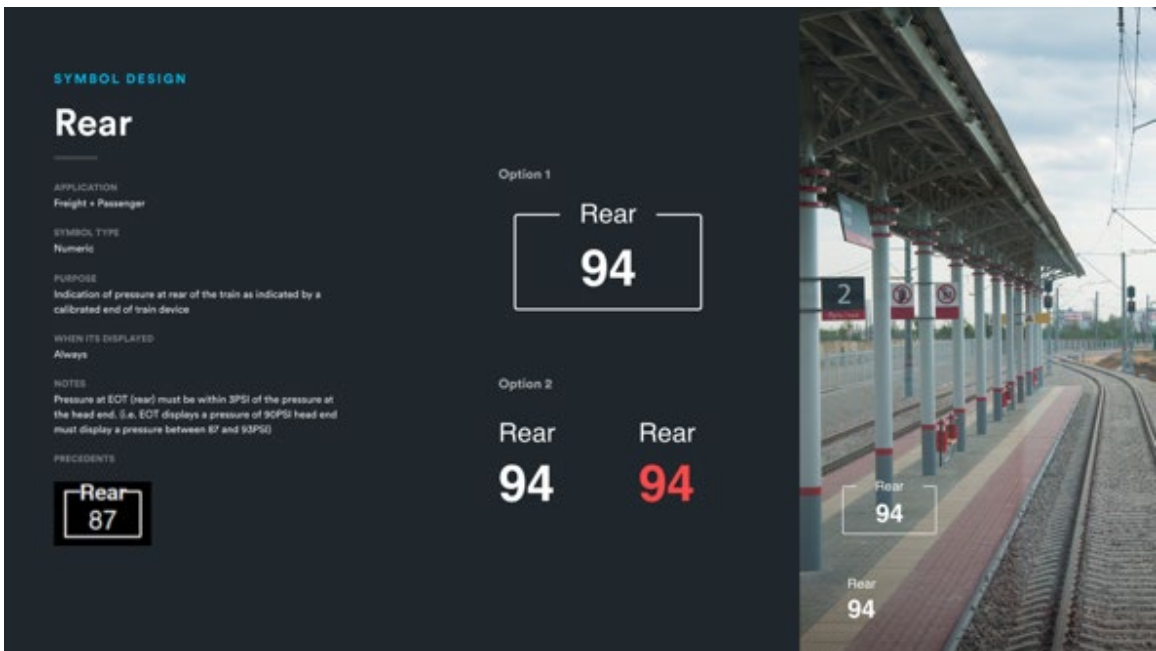 SYMBOL DESIGN
Rear
APPLICATION
Freight + Passenger
SYMBOL TYPE
Numeric
PURPOSE
Indication of pressure at rear of the train as indicated by a
calibrated end of train device
WHEN ITS DISPLAYED
Always
NOTES
Pressure at EOT (rear) must be within 3PSI of the pressure at
the head end. (i.e. EOT displays a pressure of 90PSI head end
must display a pressure between 87 and 93PSI)
PRECEDENTS
Rear
87
Option 1
Rear
94
Option 2
Rear Rear
94 94
2
Rear
94
Rear
94